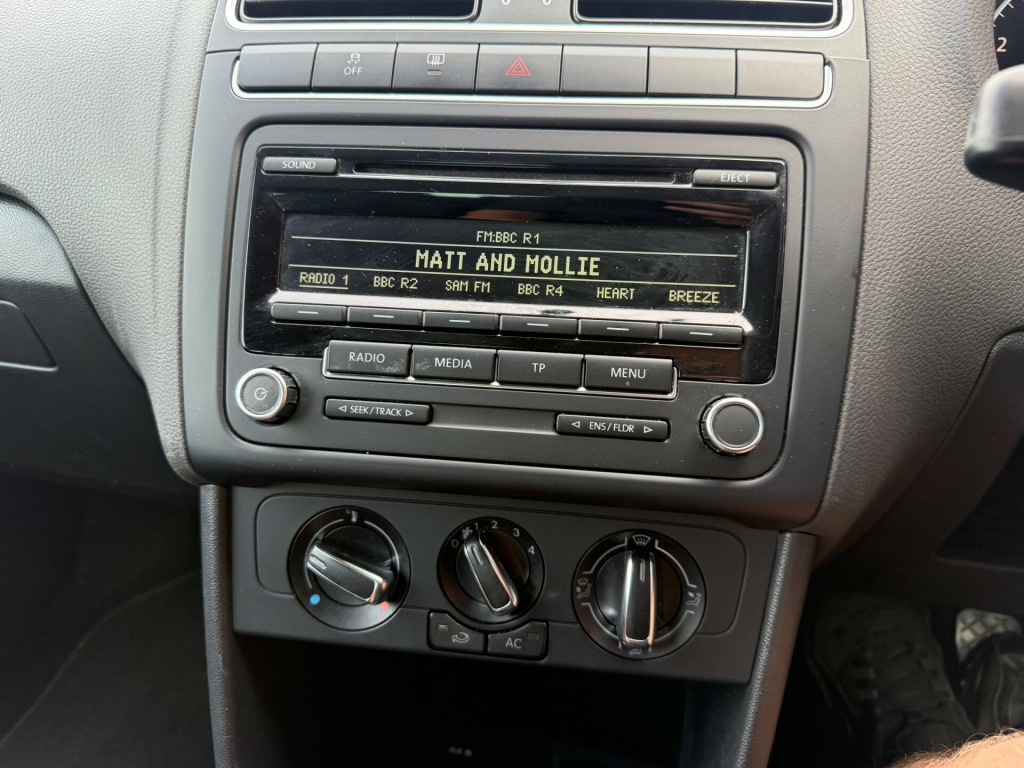 2
OFF
SOUND
EJECT
FM:BBC R1
MATT AND MOLLIE
RADIO 1 BBC R2 SAM FM BBC R4 HEART BREEZE
RADIO MEDIA TP MENU
SEEK / TRACK
ENS / FLDR
0 1 2 3 4
AC